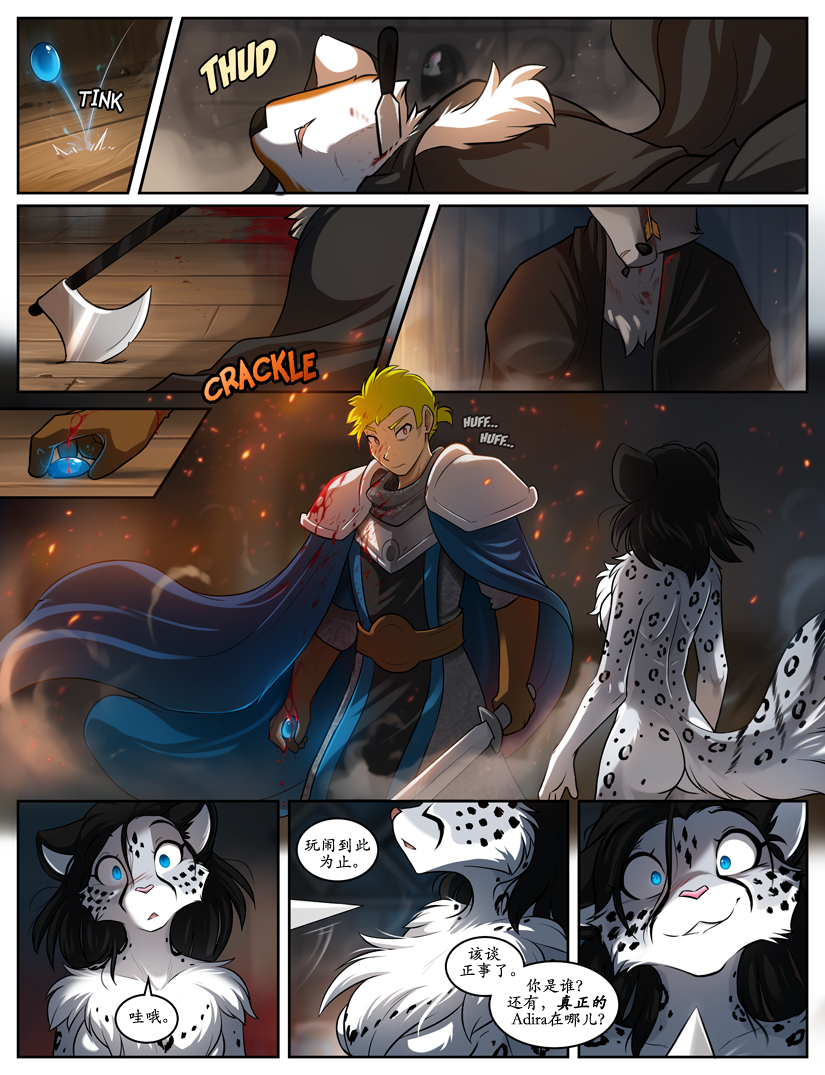 TINK
THUD
CRACKLE
HUFF...
HUFF...
哇哦。
玩闹到此
为止。
该谈
正事了。
你是谁?
还有,真正的
Adira在哪儿?